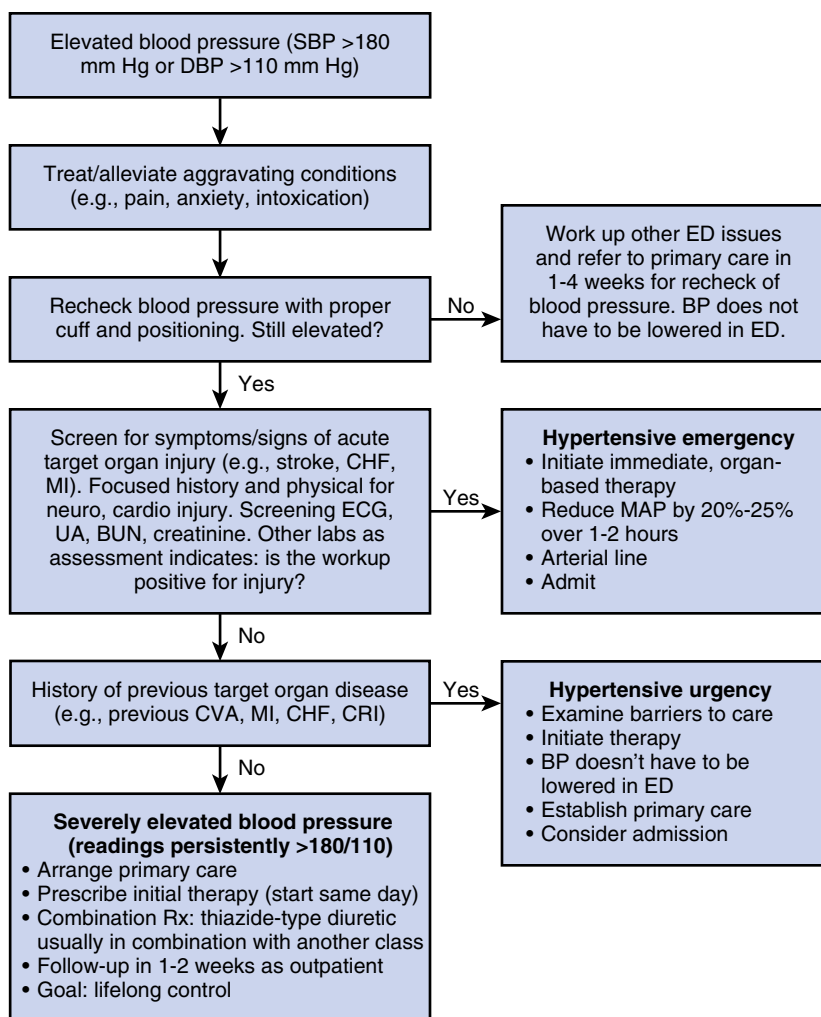 Elevated blood pressure (SBP >180
mm Hg or DBP >110 mm Hg)
Treat/alleviate aggravating conditions
(e.g., pain, anxiety, intoxication)
Recheck blood pressure with proper
cuff and positioning. Still elevated?
No
Work up other ED issues
and refer to primary care in
1-4 weeks for recheck of
blood pressure. BP does not
have to be lowered in ED.
Yes
Screen for symptoms/signs of acute
target organ injury (e.g., stroke, CHF,
MI). Focused history and physical for
neuro, cardio injury. Screening ECG,
UA, BUN, creatinine. Other labs as
assessment indicates: is the workup
positive for injury?
Yes
Hypertensive emergency
• Initiate immediate, organ-
based therapy
• Reduce MAP by 20%-25%
over 1-2 hours
• Arterial line
• Admit
No
History of previous target organ disease
(e.g., previous CVA, MI, CHF, CRI)
Yes
Hypertensive urgency
• Examine barriers to care
• Initiate therapy
• BP doesn't have to be
lowered in ED
• Establish primary care
• Consider admission
No
Severely elevated blood pressure
(readings persistently >180/110)
• Arrange primary care
• Prescribe initial therapy (start same day)
• Combination Rx: thiazide-type diuretic
usually in combination with another class
• Follow-up in 1-2 weeks as outpatient
• Goal: lifelong control